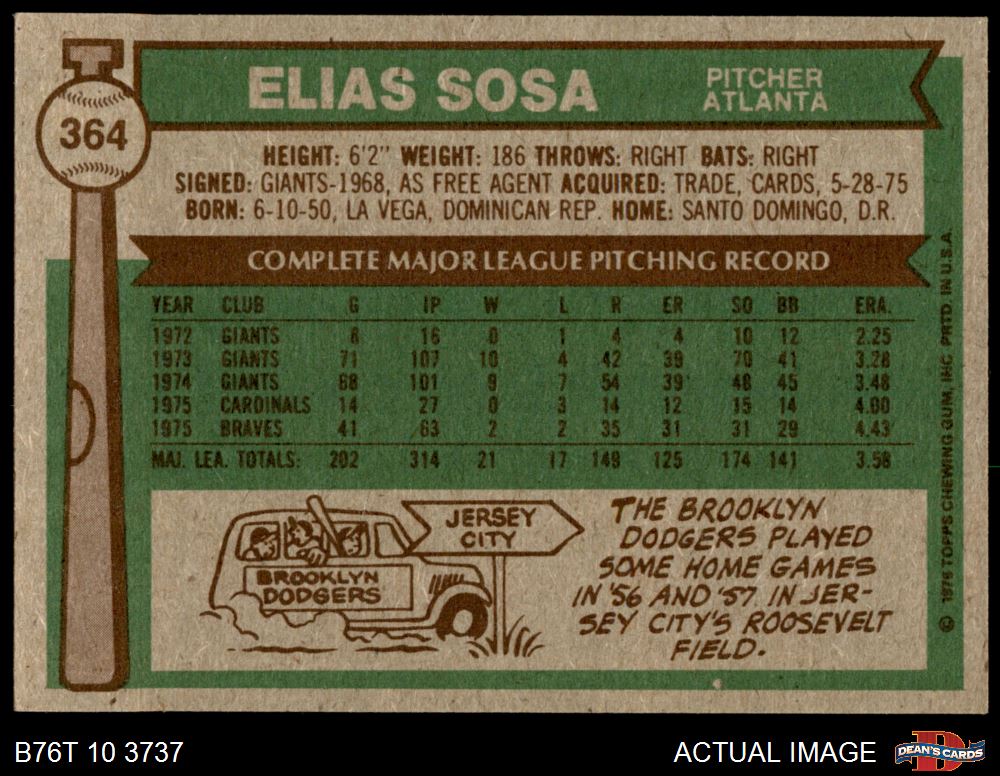 ELIAS SOSA
PITCHER
ATLANTA
364
HEIGHT: 6'2" WEIGHT: 186 THROWS: RIGHT BATS: RIGHT
SIGNED: GIANTS-1968, AS FREE AGENT ACQUIRED: TRADE, CARDS, 5-28-75
BORN: 6-10-50, LA VEGA, DOMINICAN REP. HOME: SANTO DOMINGO, D.R.
COMPLETE MAJOR LEAGUE PITCHING RECORD
YEAR CLUB G IP W L R ER SO BB ERA.
1972 GIANTS 8 16 0 1 4 4 10 12 2.25
1973 GIANTS 71 107 10 4 42 39 70 41 3.28
1974 GIANTS 68 101 9 7 54 39 48 45 3.48
1975 CARDINALS 14 27 0 3 14 12 15 14 4.00
1975 BRAVES 41 63 2 2 35 31 31 29 4.43
MAJ. LEA. TOTALS: 202 314 21 17 149 125 174 141 3.58
JERSEY
CITY
BROOKLYN
DODGERS
THE BROOKLYN
DODGERS PLAYED
SOME HOME GAMES
IN '56 AND '57 IN JER-
SEY CITY'S ROOSEVELT
FIELD.
© 1976 TOPPS CHEWING GUM, INC. PRTD. IN U.S.A.
B76T 10 3737
ACTUAL IMAGE
DEAN'S CARDS